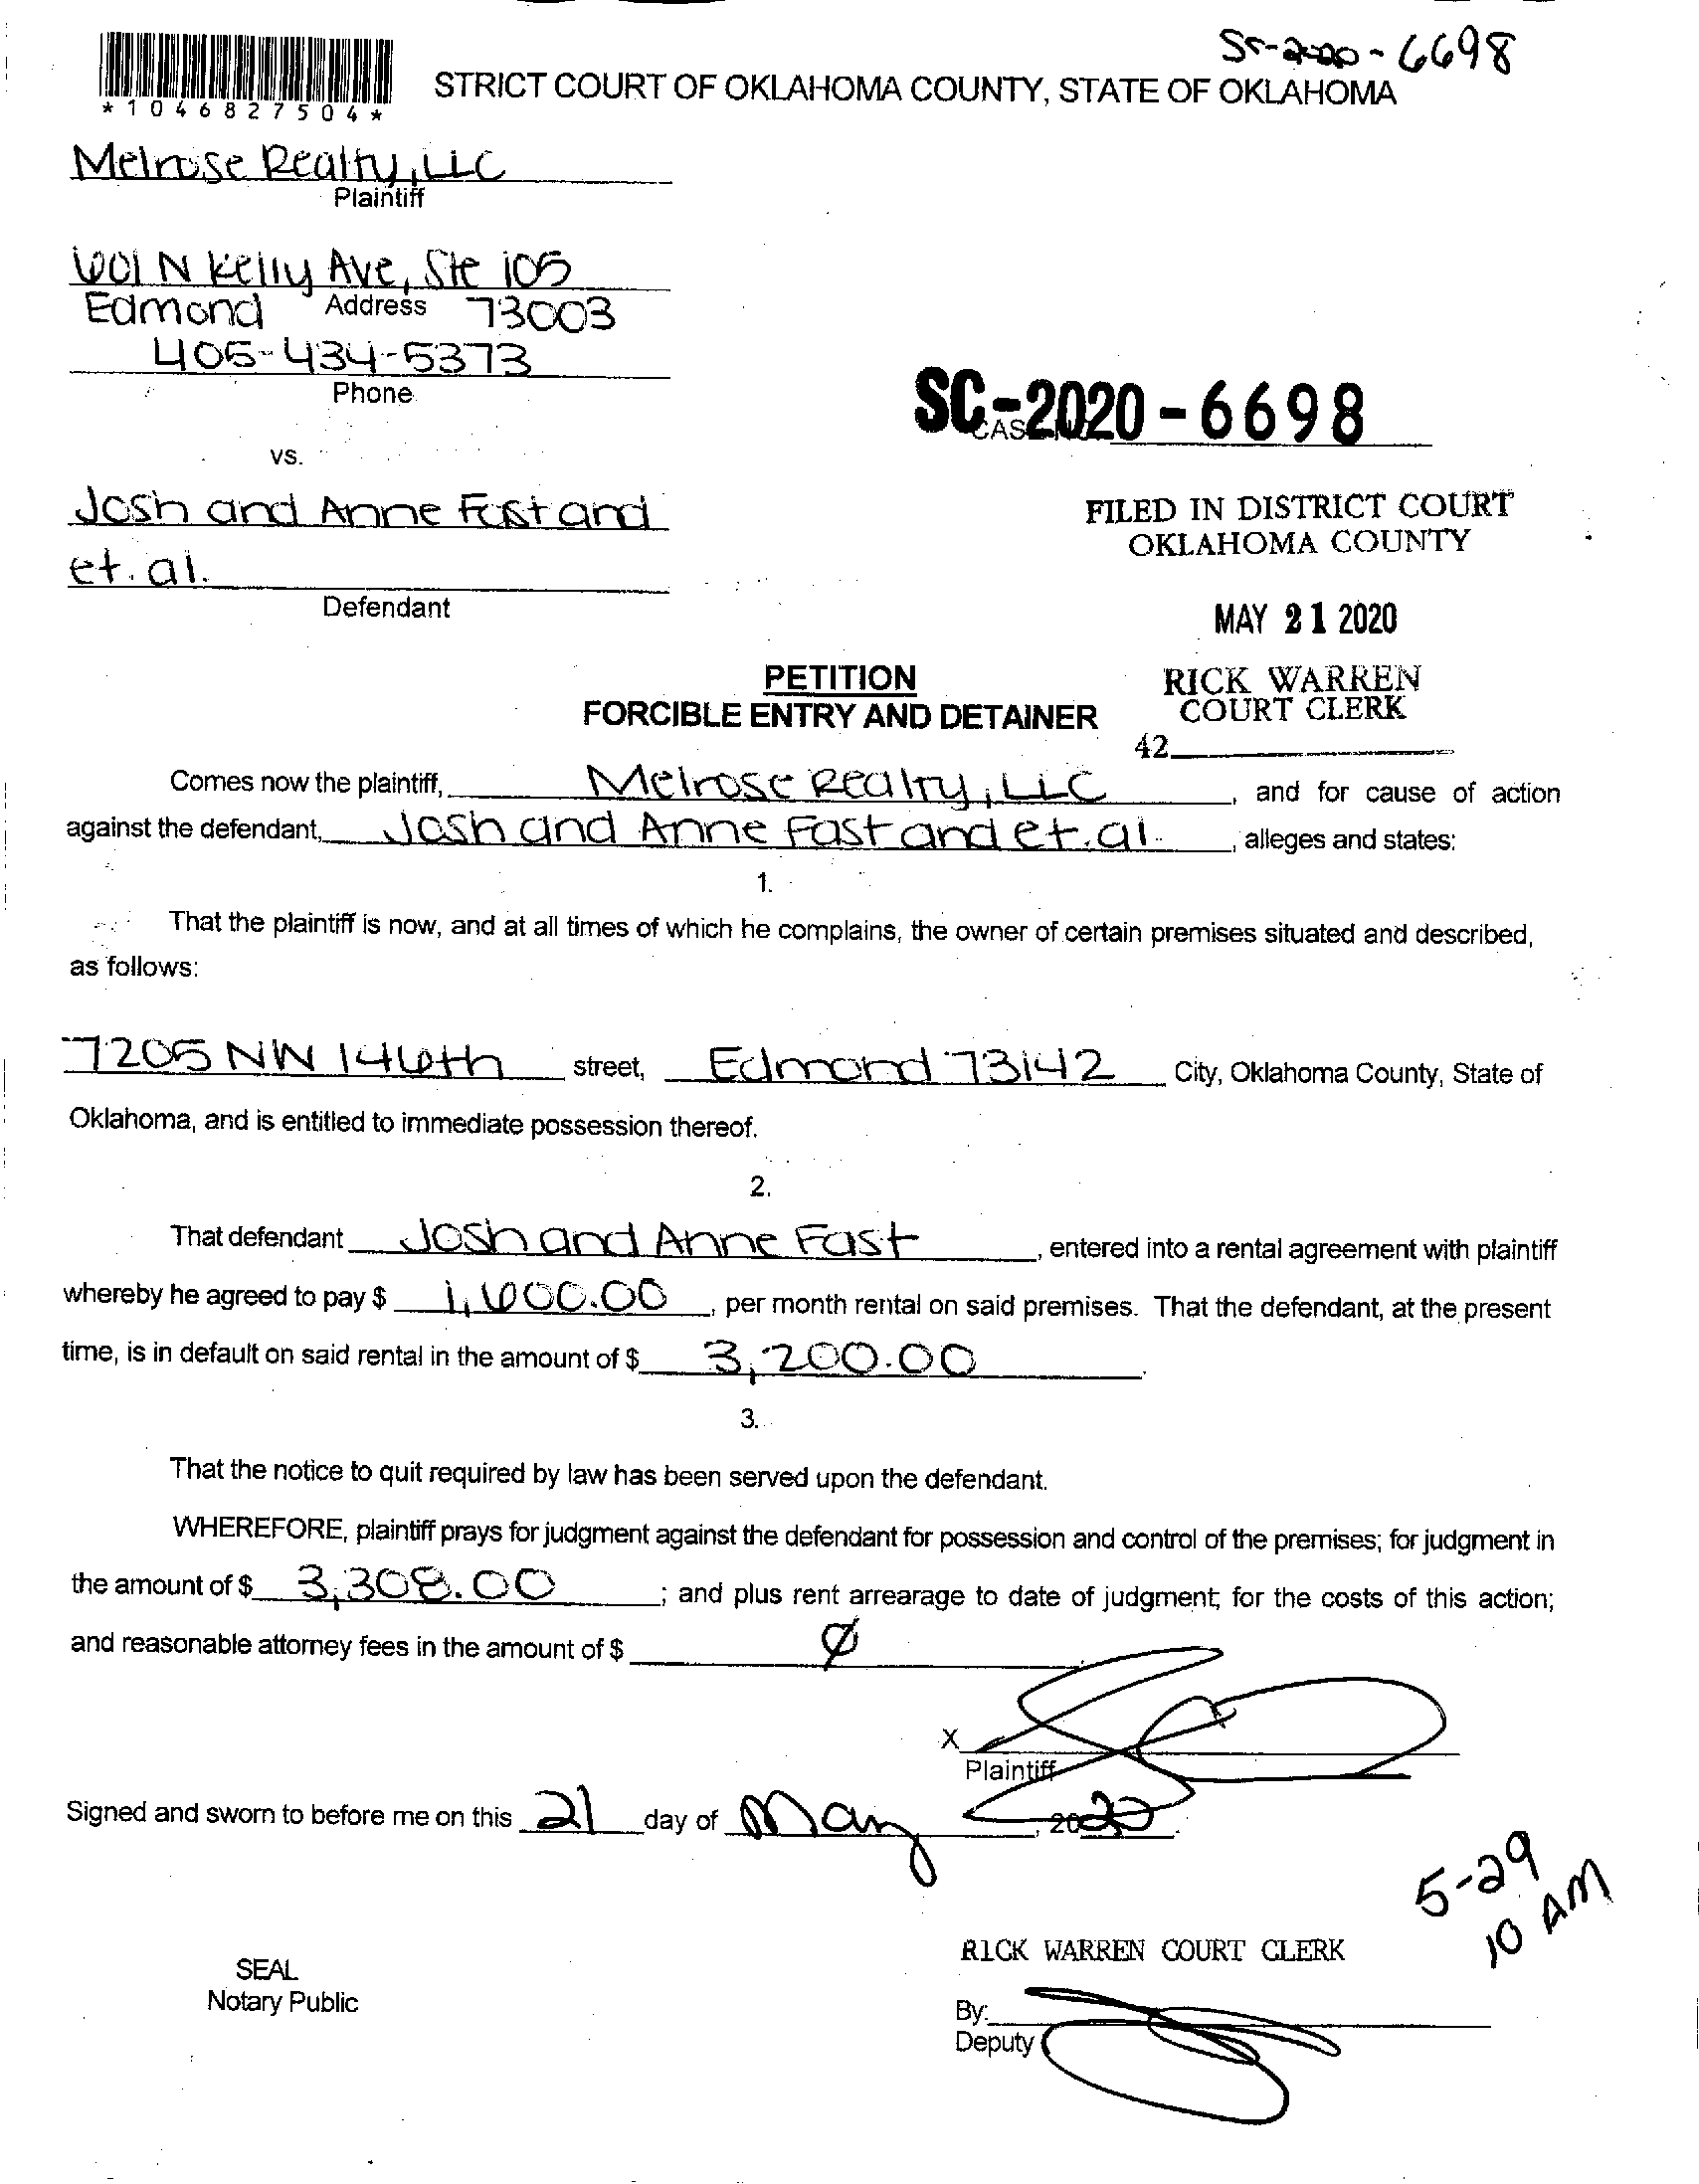 SC-2020-6698
STRICT COURT OF OKLAHOMA COUNTY, STATE OF OKLAHOMA
*1046827504*
Melrose Realty, LLC
Plaintiff
601 N Kelly Ave, Ste 105
Edmond Address 73003
405-434-5373
Phone
SC-2020-6698
CAS
vs.
Josh and Anne Fast and
et. al.
Defendant
FILED IN DISTRICT COURT
OKLAHOMA COUNTY
MAY 21 2020
RICK WARREN
COURT CLERK
42
PETITION
FORCIBLE ENTRY AND DETAINER
Comes now the plaintiff, Melrose Realty, LLC, and for cause of action
against the defendant, Josh and Anne Fast and et. al., alleges and states:
1.
That the plaintiff is now, and at all times of which he complains, the owner of certain premises situated and described,
as follows:
7205 NW 146th street, Edmond 73142 City, Oklahoma County, State of
Oklahoma, and is entitled to immediate possession thereof.
2.
That defendant Josh and Anne Fast, entered into a rental agreement with plaintiff
whereby he agreed to pay $ 1,600.00, per month rental on said premises. That the defendant, at the present
time, is in default on said rental in the amount of $ 3,200.00.
3.
That the notice to quit required by law has been served upon the defendant.
WHEREFORE, plaintiff prays for judgment against the defendant for possession and control of the premises; for judgment in
the amount of $ 3,308.00; and plus rent arrearage to date of judgment; for the costs of this action;
and reasonable attorney fees in the amount of $ Ø
X
Plaintiff
Signed and sworn to before me on this 21 day of May, 2020
5-29
10 AM
RICK WARREN COURT CLERK
SEAL
Notary Public
By:
Deputy